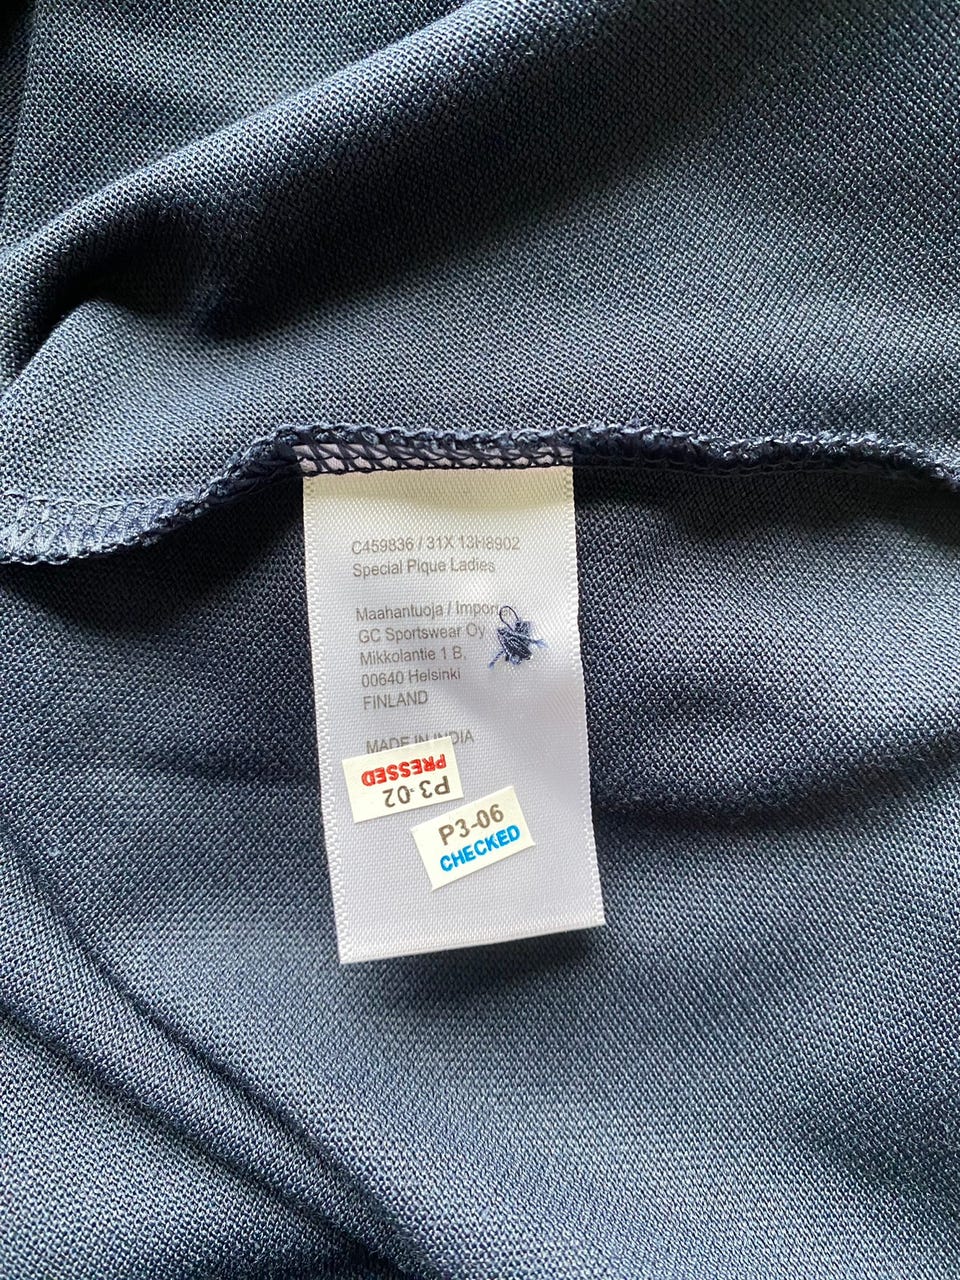 C459836 / 31X 13H8902
Special Pique Ladies
Maahantuoja /
GC Sportswear Oy
Mikkolantie 1 B,
00640 Helsinki
FINLAND
MADE IN INDIA
P3-02
PRESSED
P3-06
CHECKED